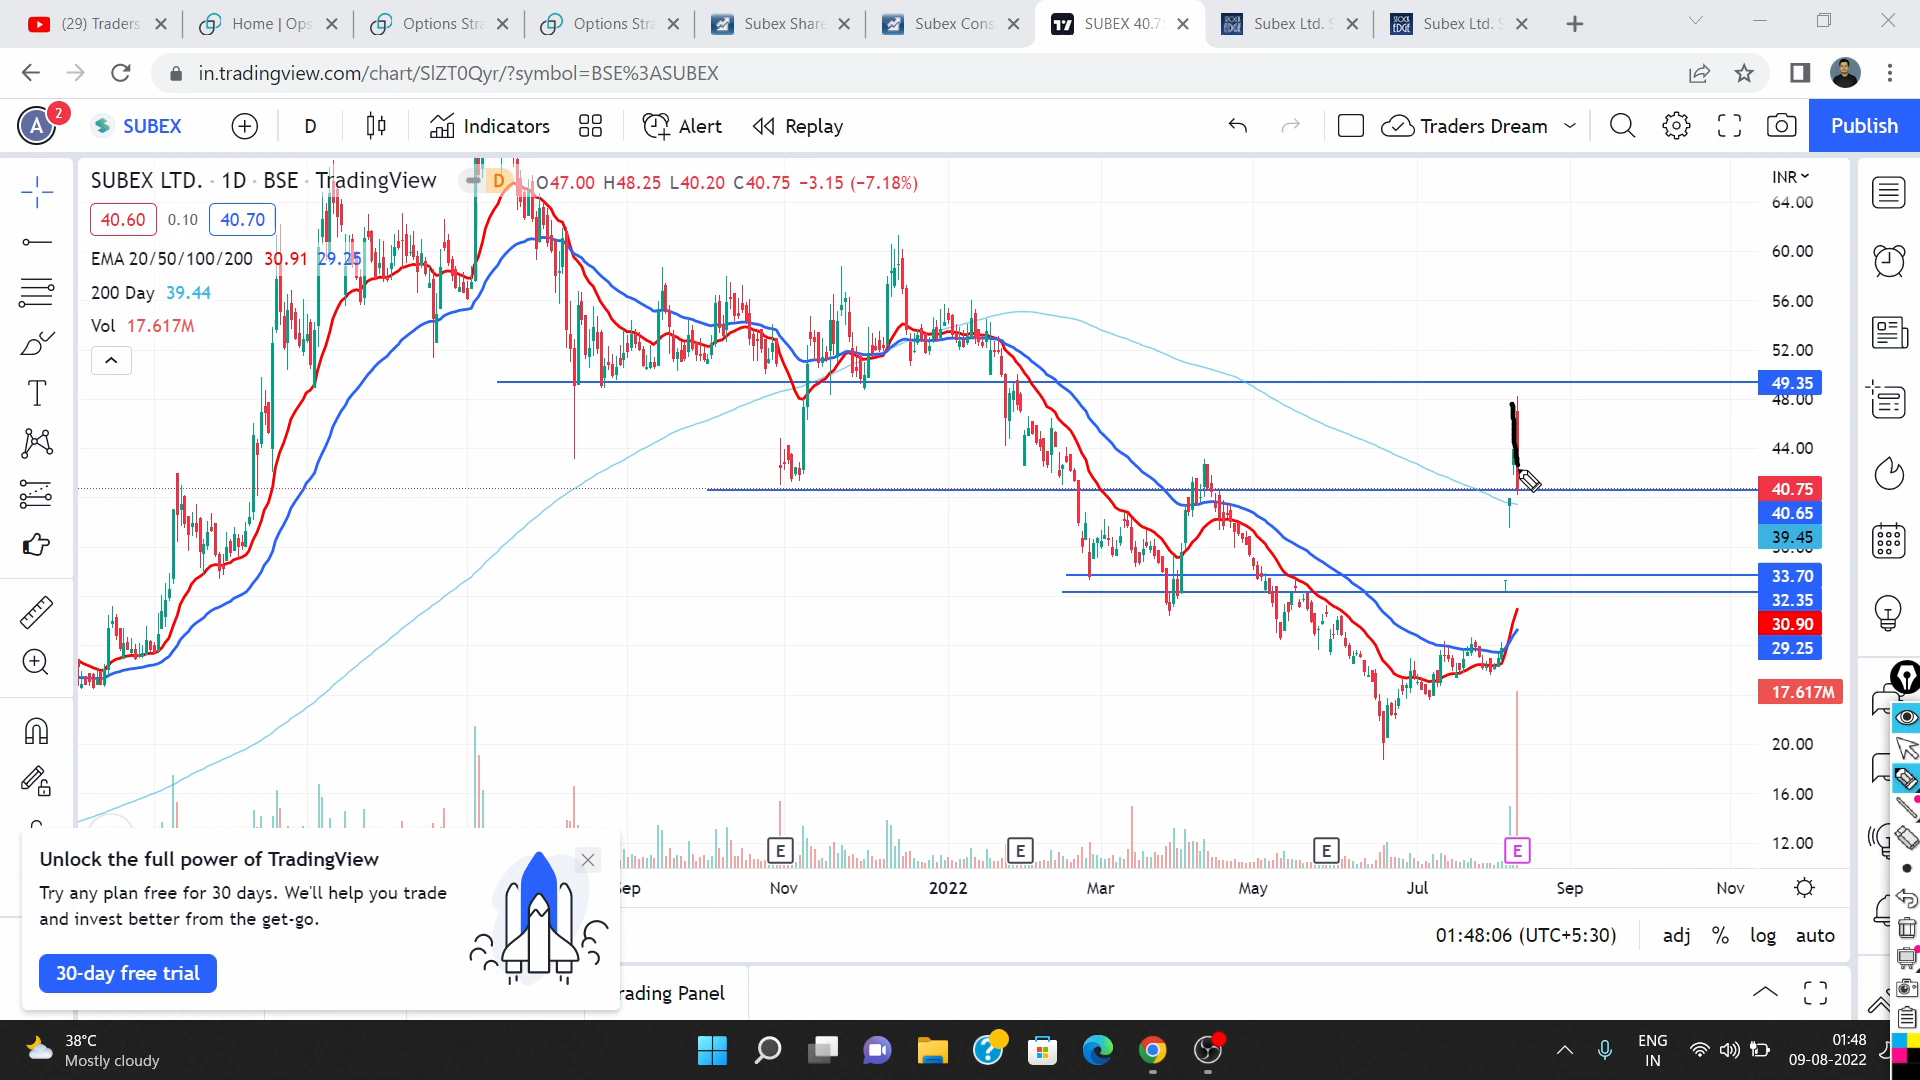 (29) Traders
Home | Ops
Options Stra
Options Stra
Subex Share
Subex Cons
SUBEX 40.7
Subex Ltd. S
Subex Ltd. S
in.tradingview.com/chart/SlZT0Qyr/?symbol=BSE%3ASUBEX
A
2
SUBEX
D
Indicators
Alert
Replay
Traders Dream
Publish
SUBEX LTD. · 1D · BSE · TradingView
D
O47.00 H48.25 L40.20 C40.75 −3.15 (−7.18%)
INR
40.60
0.10
40.70
EMA 20/50/100/200 30.91 29.25
200 Day 39.44
Vol 17.617M
64.00
60.00
56.00
52.00
49.35
48.00
44.00
40.75
40.65
39.45
33.70
32.35
30.90
29.25
17.617M
20.00
16.00
12.00
E
E
E
E
Nov
2022
Mar
May
Jul
Sep
Nov
Unlock the full power of TradingView
Try any plan free for 30 days. We'll help you trade
and invest better from the get-go.
30-day free trial
01:48:06 (UTC+5:30)
adj
%
log
auto
rading Panel
38°C
Mostly cloudy
ENG
IN
01:48
09-08-2022